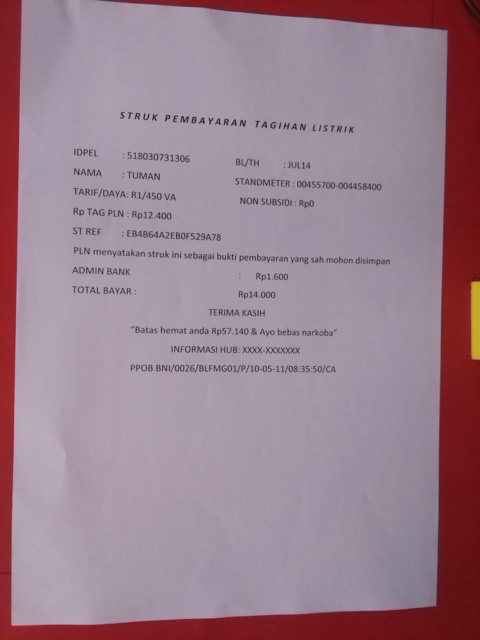 STRUK PEMBAYARAN TAGIHAN LISTRIK
IDPEL : 518030731306 BL/TH : JUL14
NAMA : TUMAN STANDMETER : 00455700-004458400
TARIF/DAYA: R1/450 VA NON SUBSIDI : Rp0
Rp TAG PLN : Rp12.400
ST REF : EB4B64A2EB0F529A78
PLN menyatakan struk ini sebagai bukti pembayaran yang sah mohon disimpan
ADMIN BANK : Rp1.600
TOTAL BAYAR : Rp14.000
TERIMA KASIH
"Batas hemat anda Rp57.140 & Ayo bebas narkoba"
INFORMASI HUB: XXXX-XXXXXXX
PPOB BNI/0026/BLFMG01/P/10-05-11/08:35:50/CA